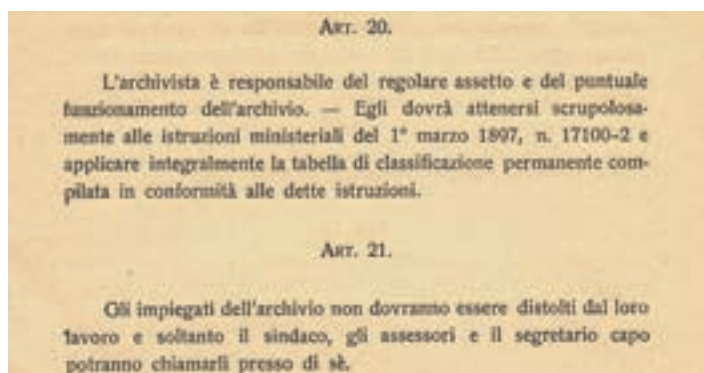 ART. 20.
L'archivista è responsabile del regolare assetto e del puntuale
funzionamento dell'archivio. — Egli dovrà attenersi scrupolosa-
mente alle istruzioni ministeriali del 1° marzo 1897, n. 17100-2 e
applicare integralmente la tabella di classificazione permanente com-
pilata in conformità alle dette istruzioni.
ART. 21.
Gli impiegati dell'archivio non dovranno essere distolti dal loro
lavoro e soltanto il sindaco, gli assessori e il segretario capo
potranno chiamarli presso di sè.